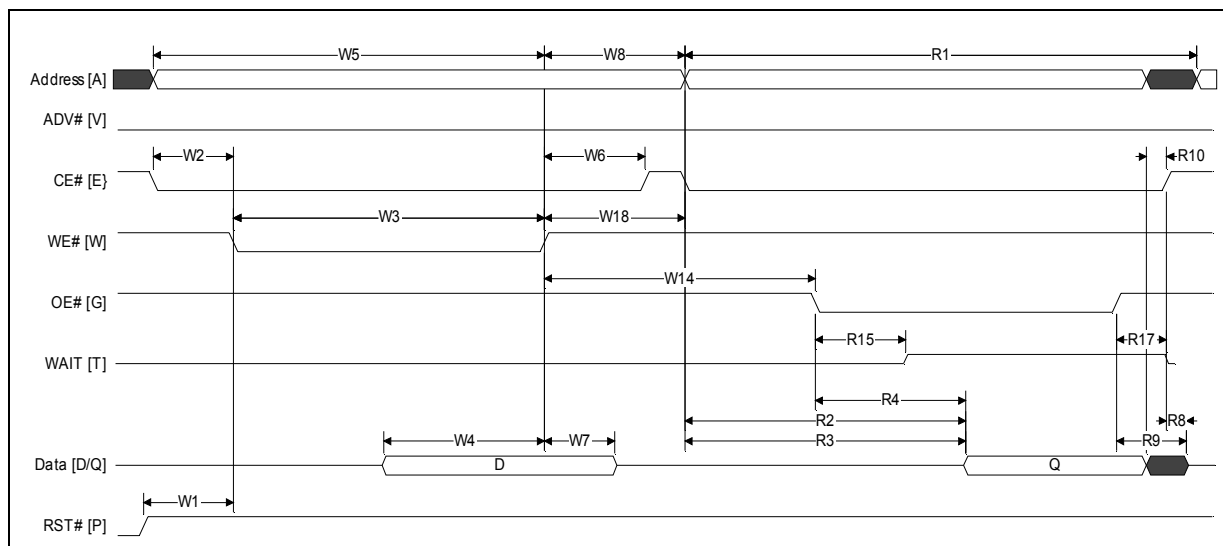 W5 W8 R1
Address [A]
ADV# [V]
W2 W6 R10
CE# [E}
W3 W18
WE# [W]
W14
OE# [G]
R15 R17
WAIT [T]
R4
R2 R8
W4 W7 R3 R9
Data [D/Q] D Q
W1
RST# [P]